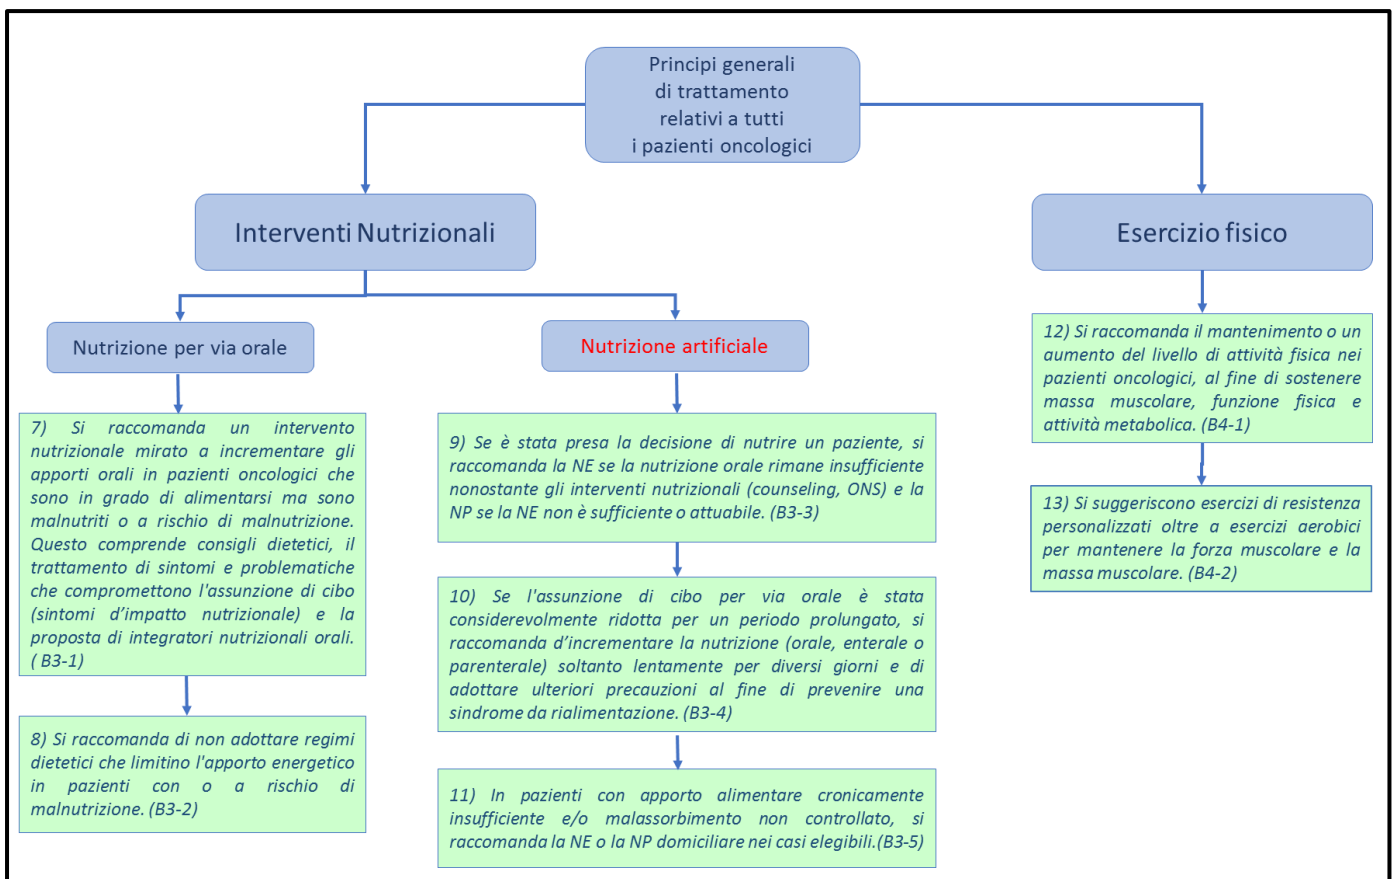 Principi generali
di trattamento
relativi a tutti
i pazienti oncologici
Interventi Nutrizionali
Esercizio fisico
Nutrizione per via orale
Nutrizione artificiale
7) Si raccomanda un intervento
nutrizionale mirato a incrementare gli
apporti orali in pazienti oncologici che
sono in grado di alimentarsi ma sono
malnutriti o a rischio di malnutrizione.
Questo comprende consigli dietetici, il
trattamento di sintomi e problematiche
che compromettono l'assunzione di cibo
(sintomi d’impatto nutrizionale) e la
proposta di integratori nutrizionali orali.
( B3-1)
8) Si raccomanda di non adottare regimi
dietetici che limitino l'apporto energetico
in pazienti con o a rischio di
malnutrizione. (B3-2)
9) Se è stata presa la decisione di nutrire un paziente, si
raccomanda la NE se la nutrizione orale rimane insufficiente
nonostante gli interventi nutrizionali (counseling, ONS) e la
NP se la NE non è sufficiente o attuabile. (B3-3)
10) Se l'assunzione di cibo per via orale è stata
considerevolmente ridotta per un periodo prolungato, si
raccomanda d’incrementare la nutrizione (orale, enterale o
parenterale) soltanto lentamente per diversi giorni e di
adottare ulteriori precauzioni al fine di prevenire una
sindrome da rialimentazione. (B3-4)
11) In pazienti con apporto alimentare cronicamente
insufficiente e/o malassorbimento non controllato, si
raccomanda la NE o la NP domiciliare nei casi elegibili.(B3-5)
12) Si raccomanda il mantenimento o un
aumento del livello di attività fisica nei
pazienti oncologici, al fine di sostenere
massa muscolare, funzione fisica e
attività metabolica. (B4-1)
13) Si suggeriscono esercizi di resistenza
personalizzati oltre a esercizi aerobici
per mantenere la forza muscolare e la
massa muscolare. (B4-2)